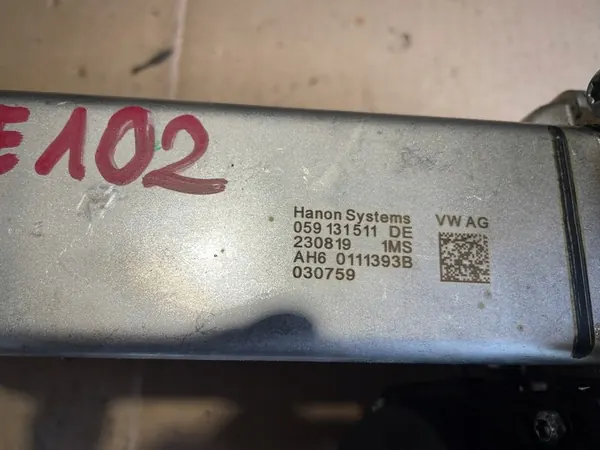 E102
Hanon Systems VW AG
059 131511 DE
230819 1MS
AH6 0111393B
030759